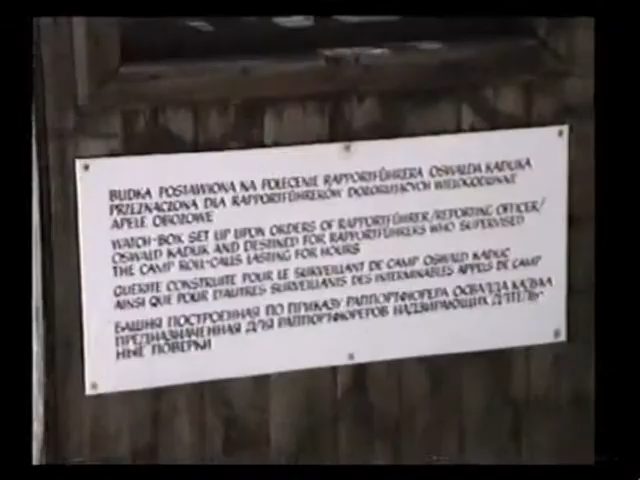 BUDKA POSTAWIONA NA POLECENIE RAPPORTFÜHRERA OSWALDA KADUKA
PRZEZNACZONA DLA RAPPORTFÜHRERÓW DOZORUJĄCYCH WIELOGODZINNE
APELE OBOZOWE
WATCH-BOX SET UP UPON ORDERS OF RAPPORTFÜHRER/REPORTING OFFICER/
OSWALD KADUK AND DESTINED FOR RAPPORTFÜHRERS WHO SUPERVISED
THE CAMP ROLL-CALLS LASTING FOR HOURS
GUÉRITE CONSTRUITE POUR LE SURVEILLANT DE CAMP OSWALD KADUC
AINSI QUE POUR D'AUTRES SURVEILLANTS DES INTERMINABLES APPELS DE CAMP
БАШНЯ ПОСТРОЕННАЯ ПО ПРИКАЗУ РАППОРТФЮРЕРА ОСВАЛДА КАДУКА
ПРЕДНАЗНАЧЕННАЯ ДЛЯ РАППОРТФЮРЕРОВ НАДЗИРАЮЩИХ ДЛИТЕЛЬ-
НЫЕ ПОВЕРКИ